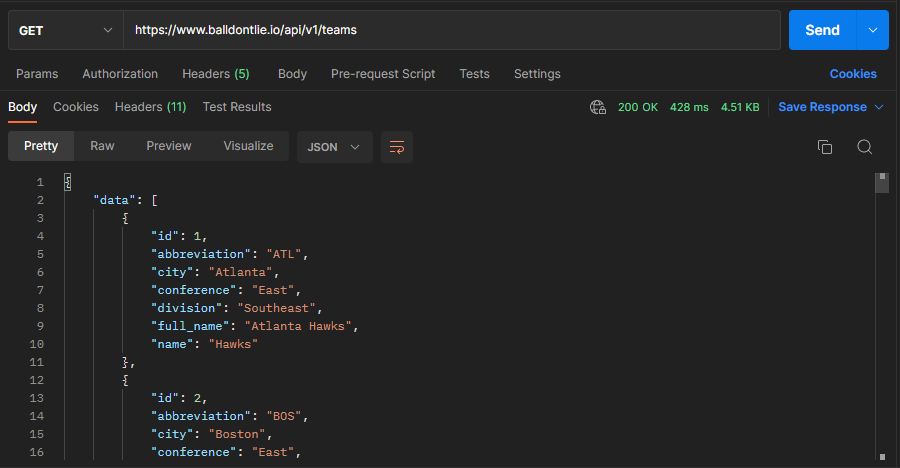 GET https://www.balldontlie.io/api/v1/teams Send
Params Authorization Headers (5) Body Pre-request Script Tests Settings Cookies
Body Cookies Headers (11) Test Results 200 OK 428 ms 4.51 KB Save Response
Pretty Raw Preview Visualize JSON
1 {
2 "data": [
3 {
4 "id": 1,
5 "abbreviation": "ATL",
6 "city": "Atlanta",
7 "conference": "East",
8 "division": "Southeast",
9 "full_name": "Atlanta Hawks",
10 "name": "Hawks"
11 },
12 {
13 "id": 2,
14 "abbreviation": "BOS",
15 "city": "Boston",
16 "conference": "East",